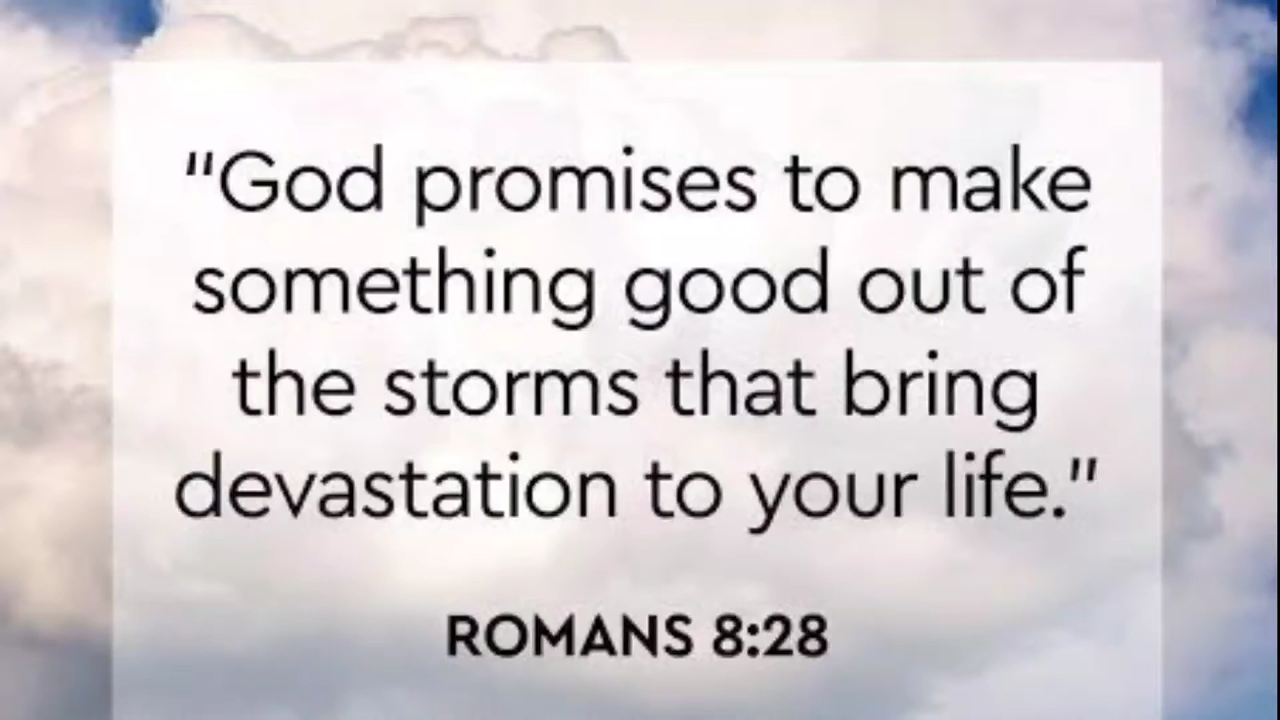 "God promises to make
something good out of
the storms that bring
devastation to your life."
ROMANS 8:28